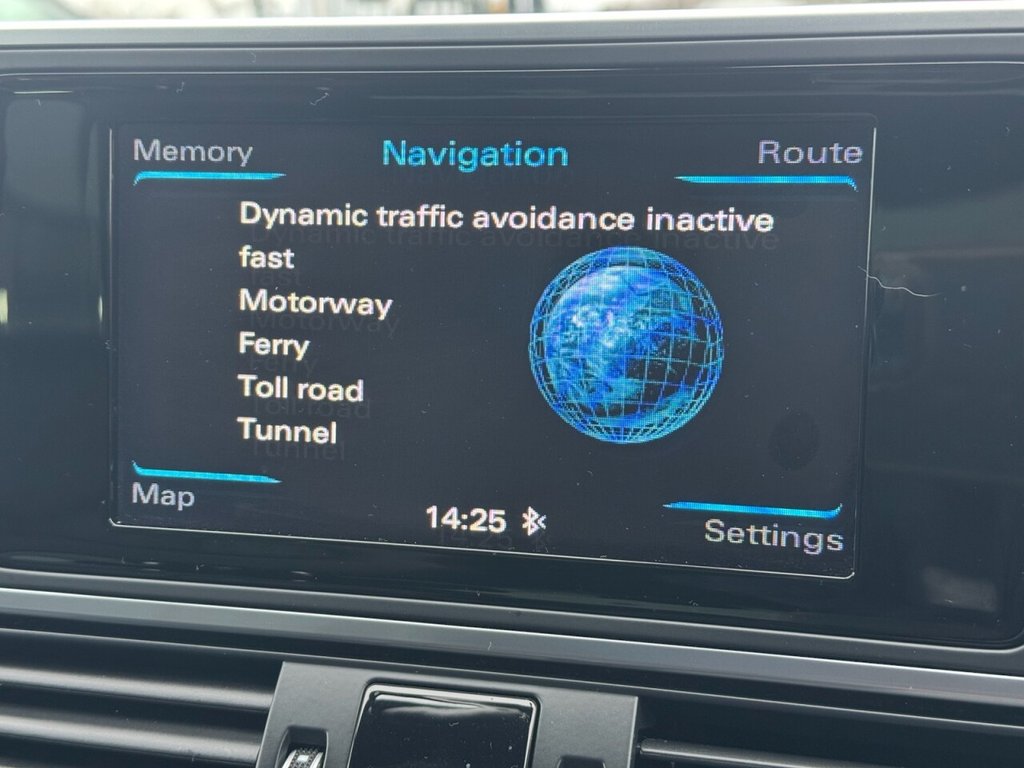 Memory Navigation Route
Dynamic traffic avoidance inactive
fast
Motorway
Ferry
Toll road
Tunnel
Map 14:25 Settings